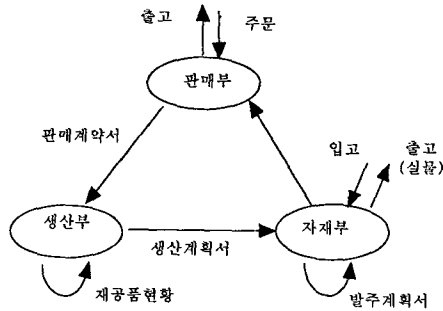 출고
주문
판매부
판매계약서
입고
출고
(실물)
생산부
자재부
생산계획서
재공품현황
발주계획서